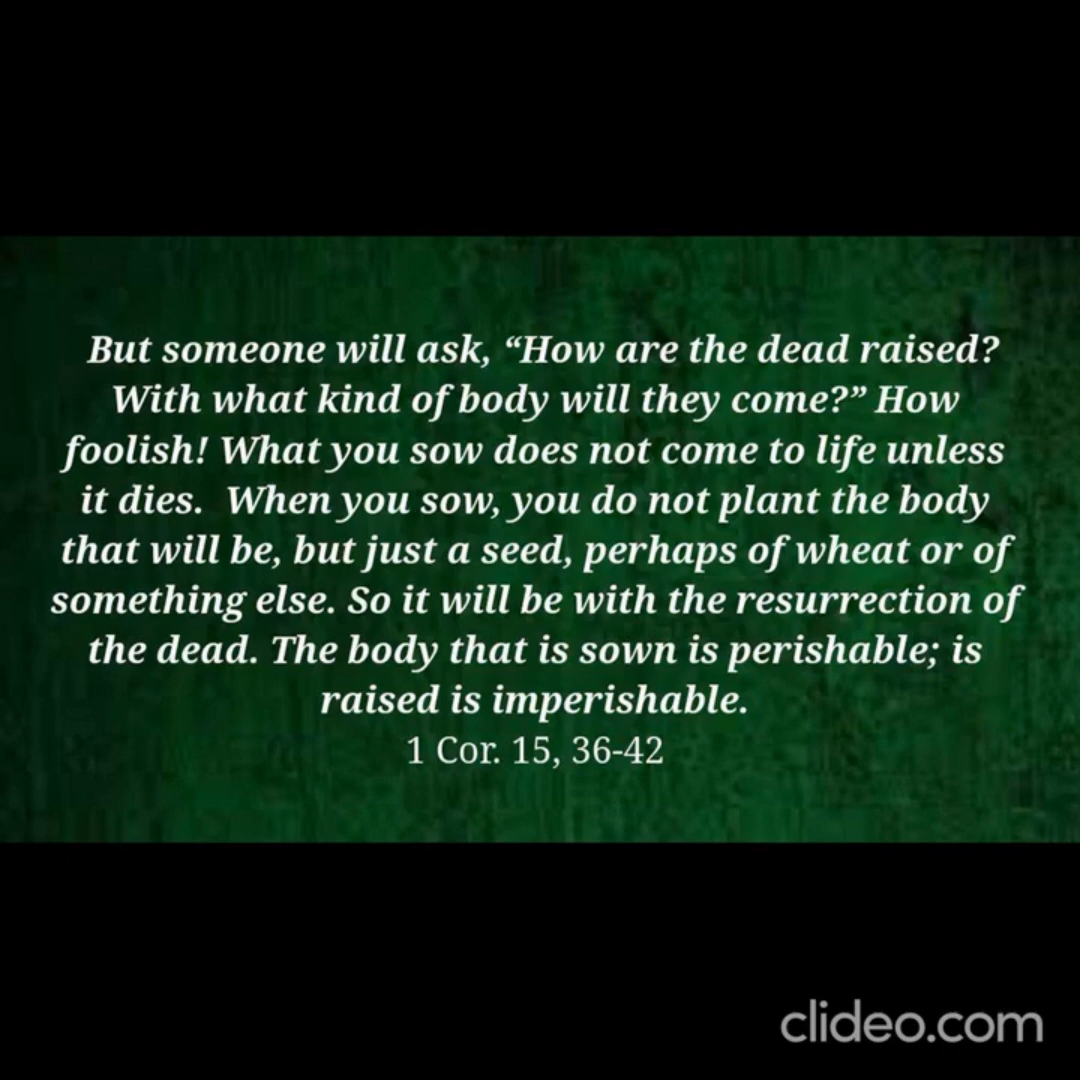 But someone will ask, “How are the dead raised?
With what kind of body will they come?” How
foolish! What you sow does not come to life unless
it dies. When you sow, you do not plant the body
that will be, but just a seed, perhaps of wheat or of
something else. So it will be with the resurrection of
the dead. The body that is sown is perishable; is
raised is imperishable.
1 Cor. 15, 36-42
clideo.com